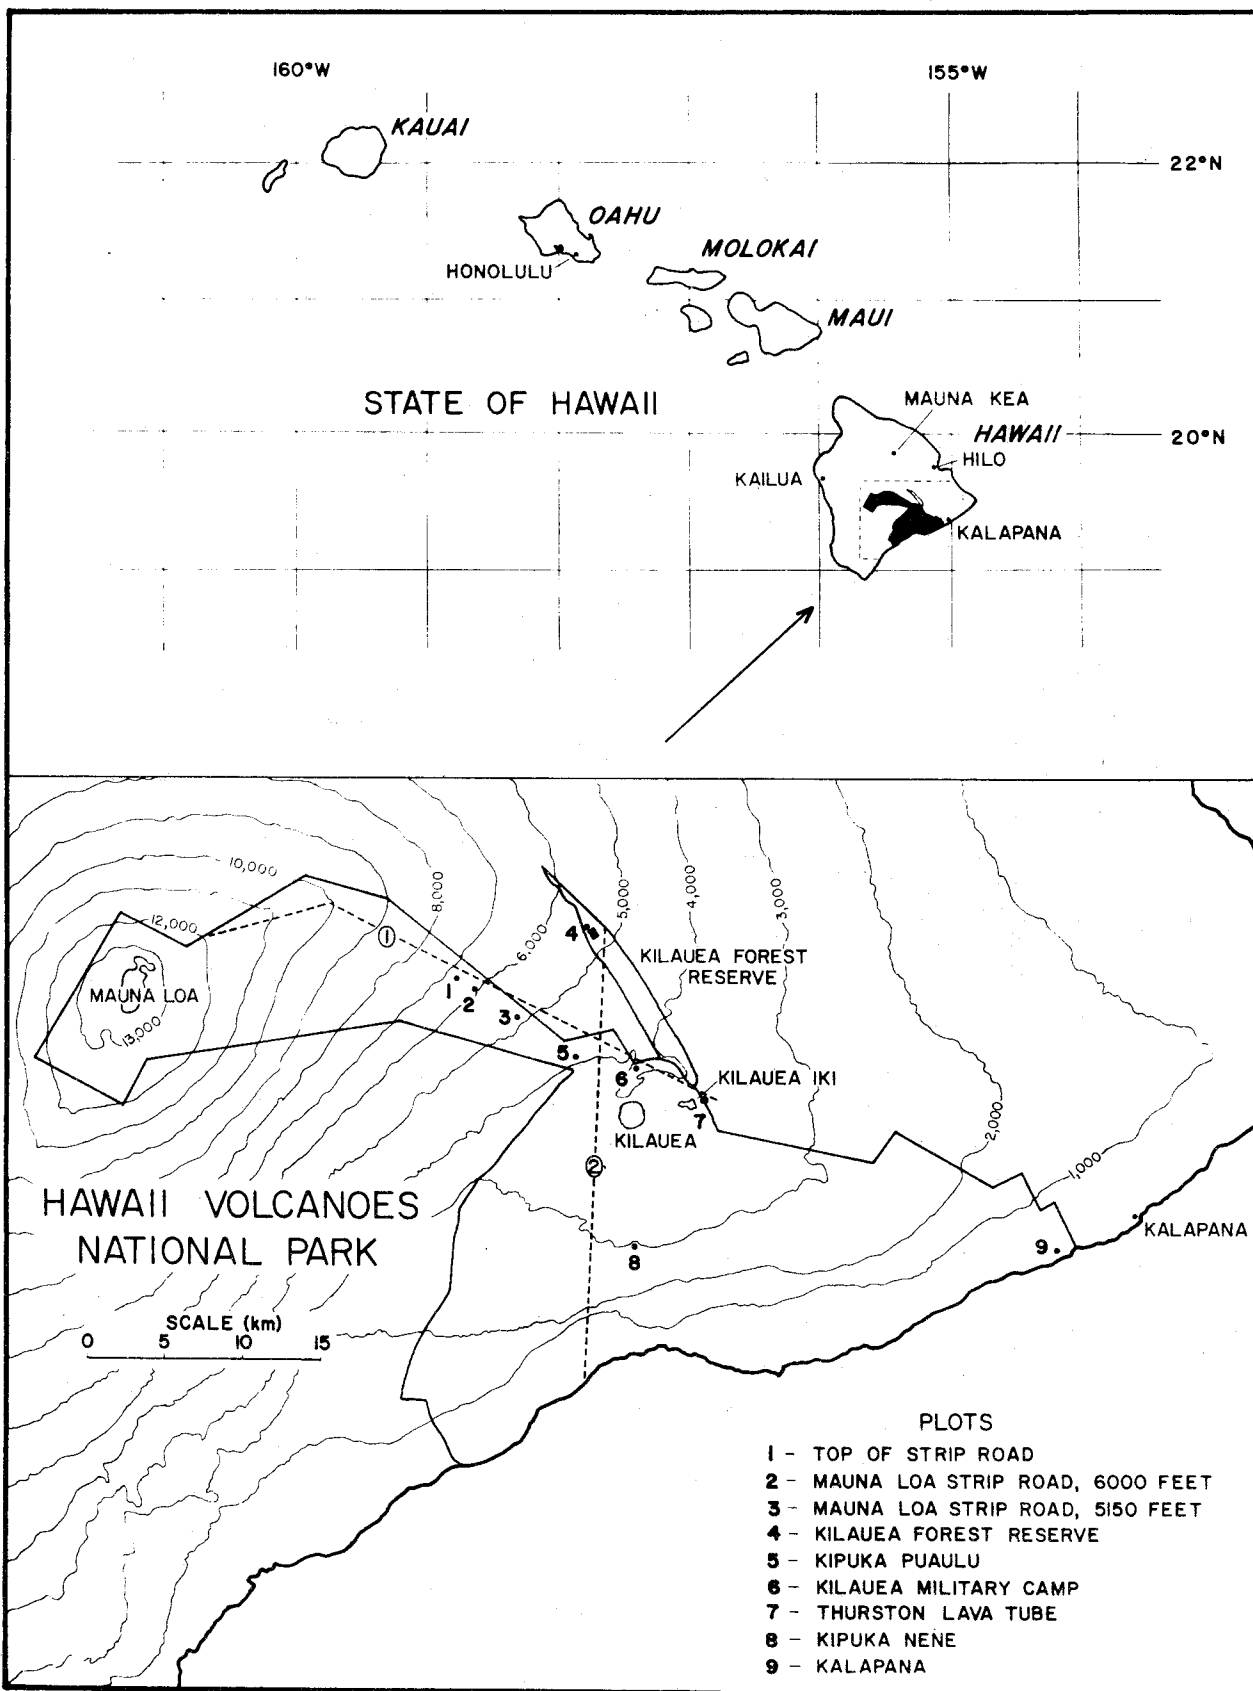 160°W
155°W
KAUAI
22°N
OAHU
HONOLULU
MOLOKAI
MAUI
STATE OF HAWAII
MAUNA KEA
HAWAII
20°N
HILO
KAILUA
KALAPANA
10,000
8,000
12,000
6,000
5,000
4,000
3,000
1
4
KILAUEA FOREST
RESERVE
MAUNA LOA
1
2
3
13,000
5
6
KILAUEA IKI
7
KILAUEA
2,000
2
1,000
HAWAII VOLCANOES
NATIONAL PARK
8
9
KALAPANA
SCALE (km)
0 5 10 15
PLOTS
1 - TOP OF STRIP ROAD
2 - MAUNA LOA STRIP ROAD, 6000 FEET
3 - MAUNA LOA STRIP ROAD, 5150 FEET
4 - KILAUEA FOREST RESERVE
5 - KIPUKA PUAULU
6 - KILAUEA MILITARY CAMP
7 - THURSTON LAVA TUBE
8 - KIPUKA NENE
9 - KALAPANA